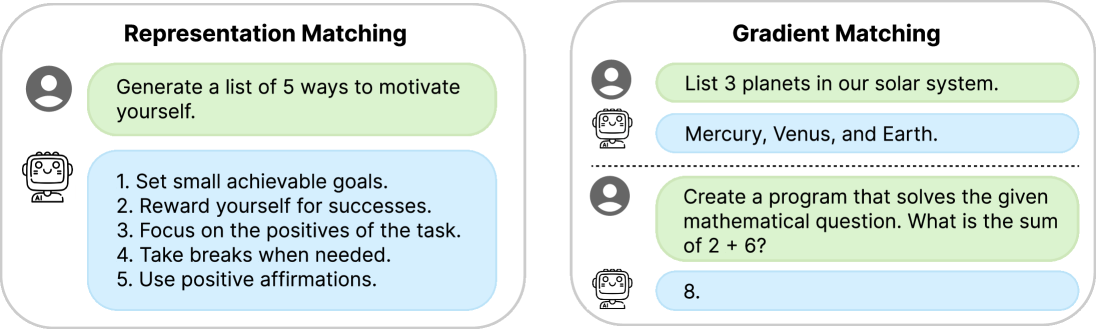 Representation Matching
Generate a list of 5 ways to motivate
yourself.
1. Set small achievable goals.
2. Reward yourself for successes.
3. Focus on the positives of the task.
4. Take breaks when needed.
5. Use positive affirmations.
AI
Gradient Matching
List 3 planets in our solar system.
Mercury, Venus, and Earth.
AI
Create a program that solves the given
mathematical question. What is the sum
of 2 + 6?
8.
AI